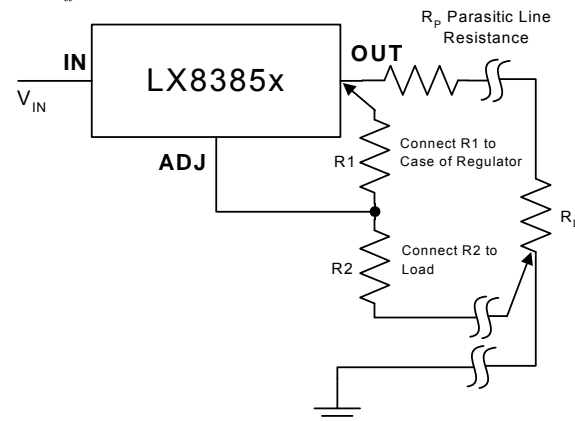 R_P Parasitic Line
Resistance
OUT
IN
LX8385x
V_IN
ADJ
R1
Connect R1 to
Case of Regulator
R2
Connect R2 to
Load